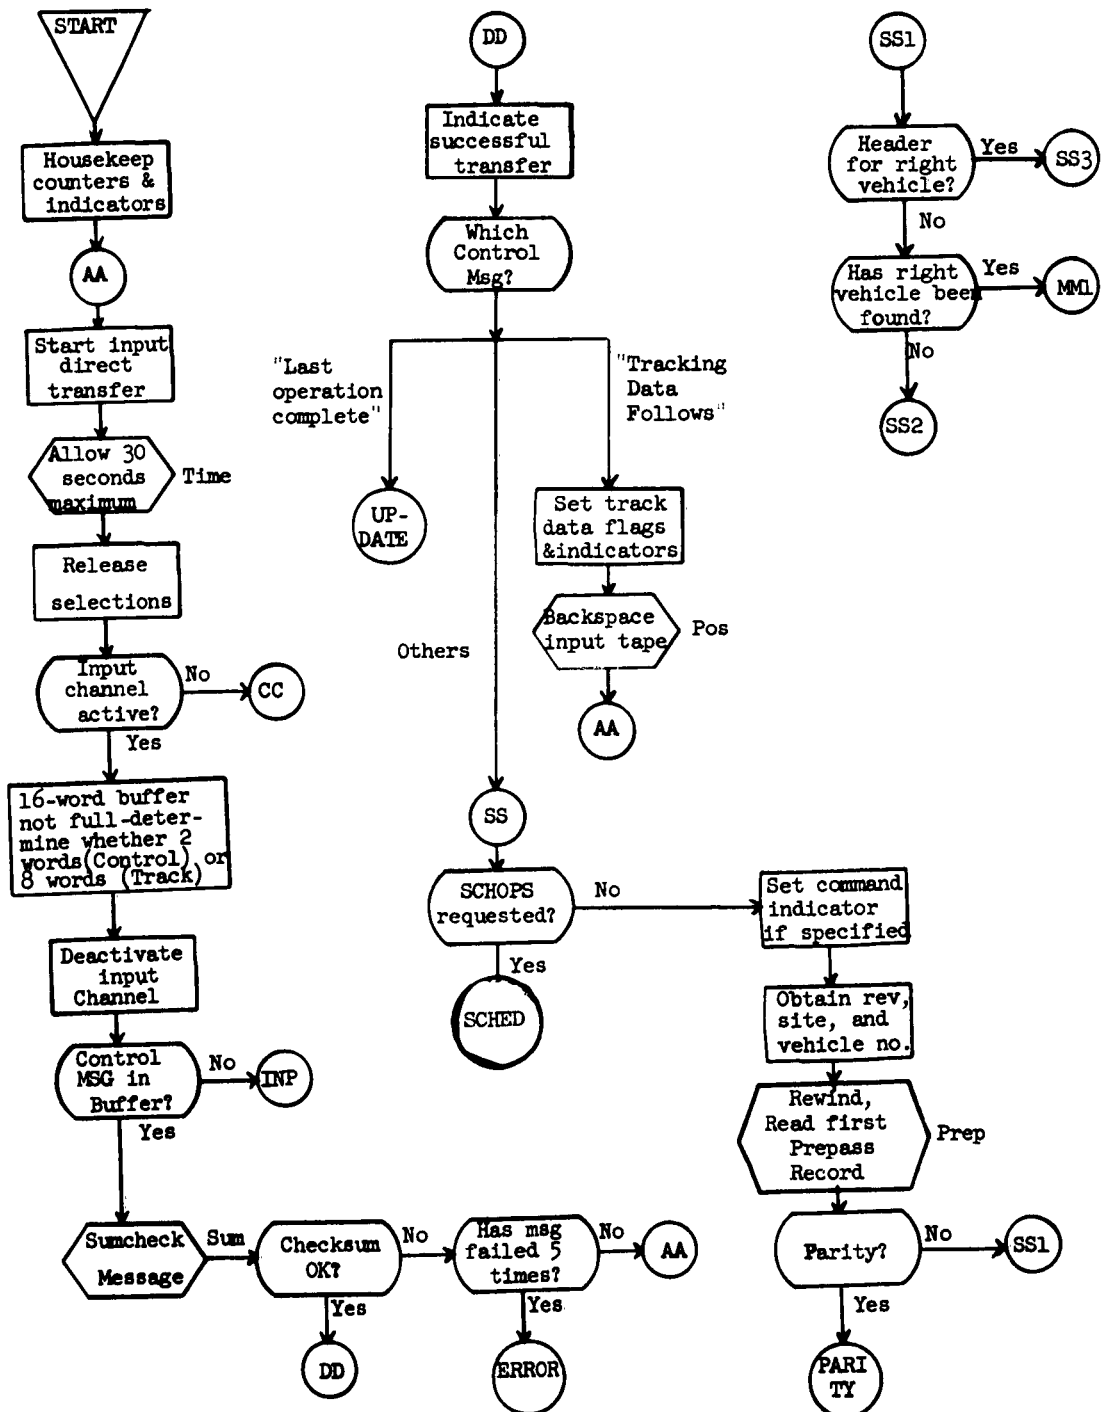 START
Housekeep
counters &
indicators
AA
Start input
direct
transfer
Allow 30
seconds
maximum
Time
Release
selections
Input
channel
active?
No
CC
Yes
16-word buffer
not full-deter-
mine whether 2
words(Control) or
8 words (Track)
Deactivate
input
Channel
Control
MSG in
Buffer?
No
INP
Yes
Sumcheck
Message
Sum
Checksum
OK?
No
Has msg
failed 5
times?
No
AA
Yes
DD
Yes
ERROR
DD
Indicate
successful
transfer
Which
Control
Msg?
"Last
operation
complete"
"Tracking
Data
Follows"
UP-
DATE
Set track
data flags
&indicators
Backspace
input tape
Pos
AA
Others
SS
SCHOPS
requested?
No
Yes
SCHED
Set command
indicator
if specified
Obtain rev,
site, and
vehicle no.
Rewind,
Read first
Prepass
Record
Prep
Parity?
No
SS1
Yes
PARI
TY
SS1
Header
for right
vehicle?
Yes
SS3
No
Has right
vehicle been
found?
Yes
MM1
No
SS2